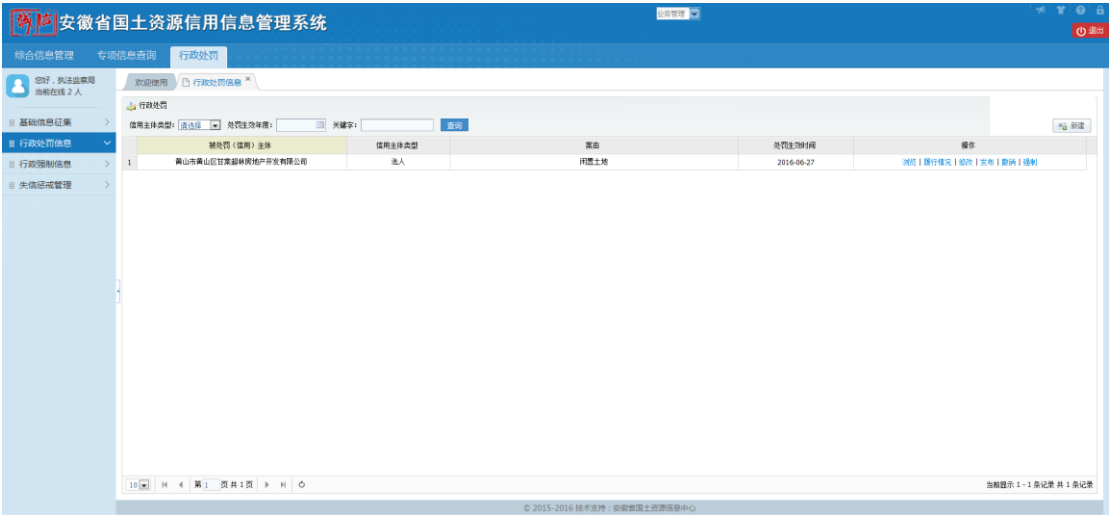 诚信 安徽省国土资源信用信息管理系统
业务管理
退出
综合信息管理 专项信息查询 行政处罚
您好，执法监察局
当前在线 2 人
欢迎使用 行政处罚信息 ×
行政处罚
信用主体类型: 请选择 处罚生效年度: 关键字: 查询
新建
基础信息征集
行政处罚信息
行政强制信息
失信惩戒管理
被处罚（信用）主体 信用主体类型 案由 处罚生效时间 操作
1 黄山市黄山区甘棠超林房地产开发有限公司 法人 闲置土地 2016-06-27 浏览 | 履行情况 | 修改 | 发布 | 撤销 | 强制
10 第 1 页 共 1 页
当前显示 1 - 1 条记录 共 1 条记录
© 2015-2016 技术支持：安徽省国土资源信息中心